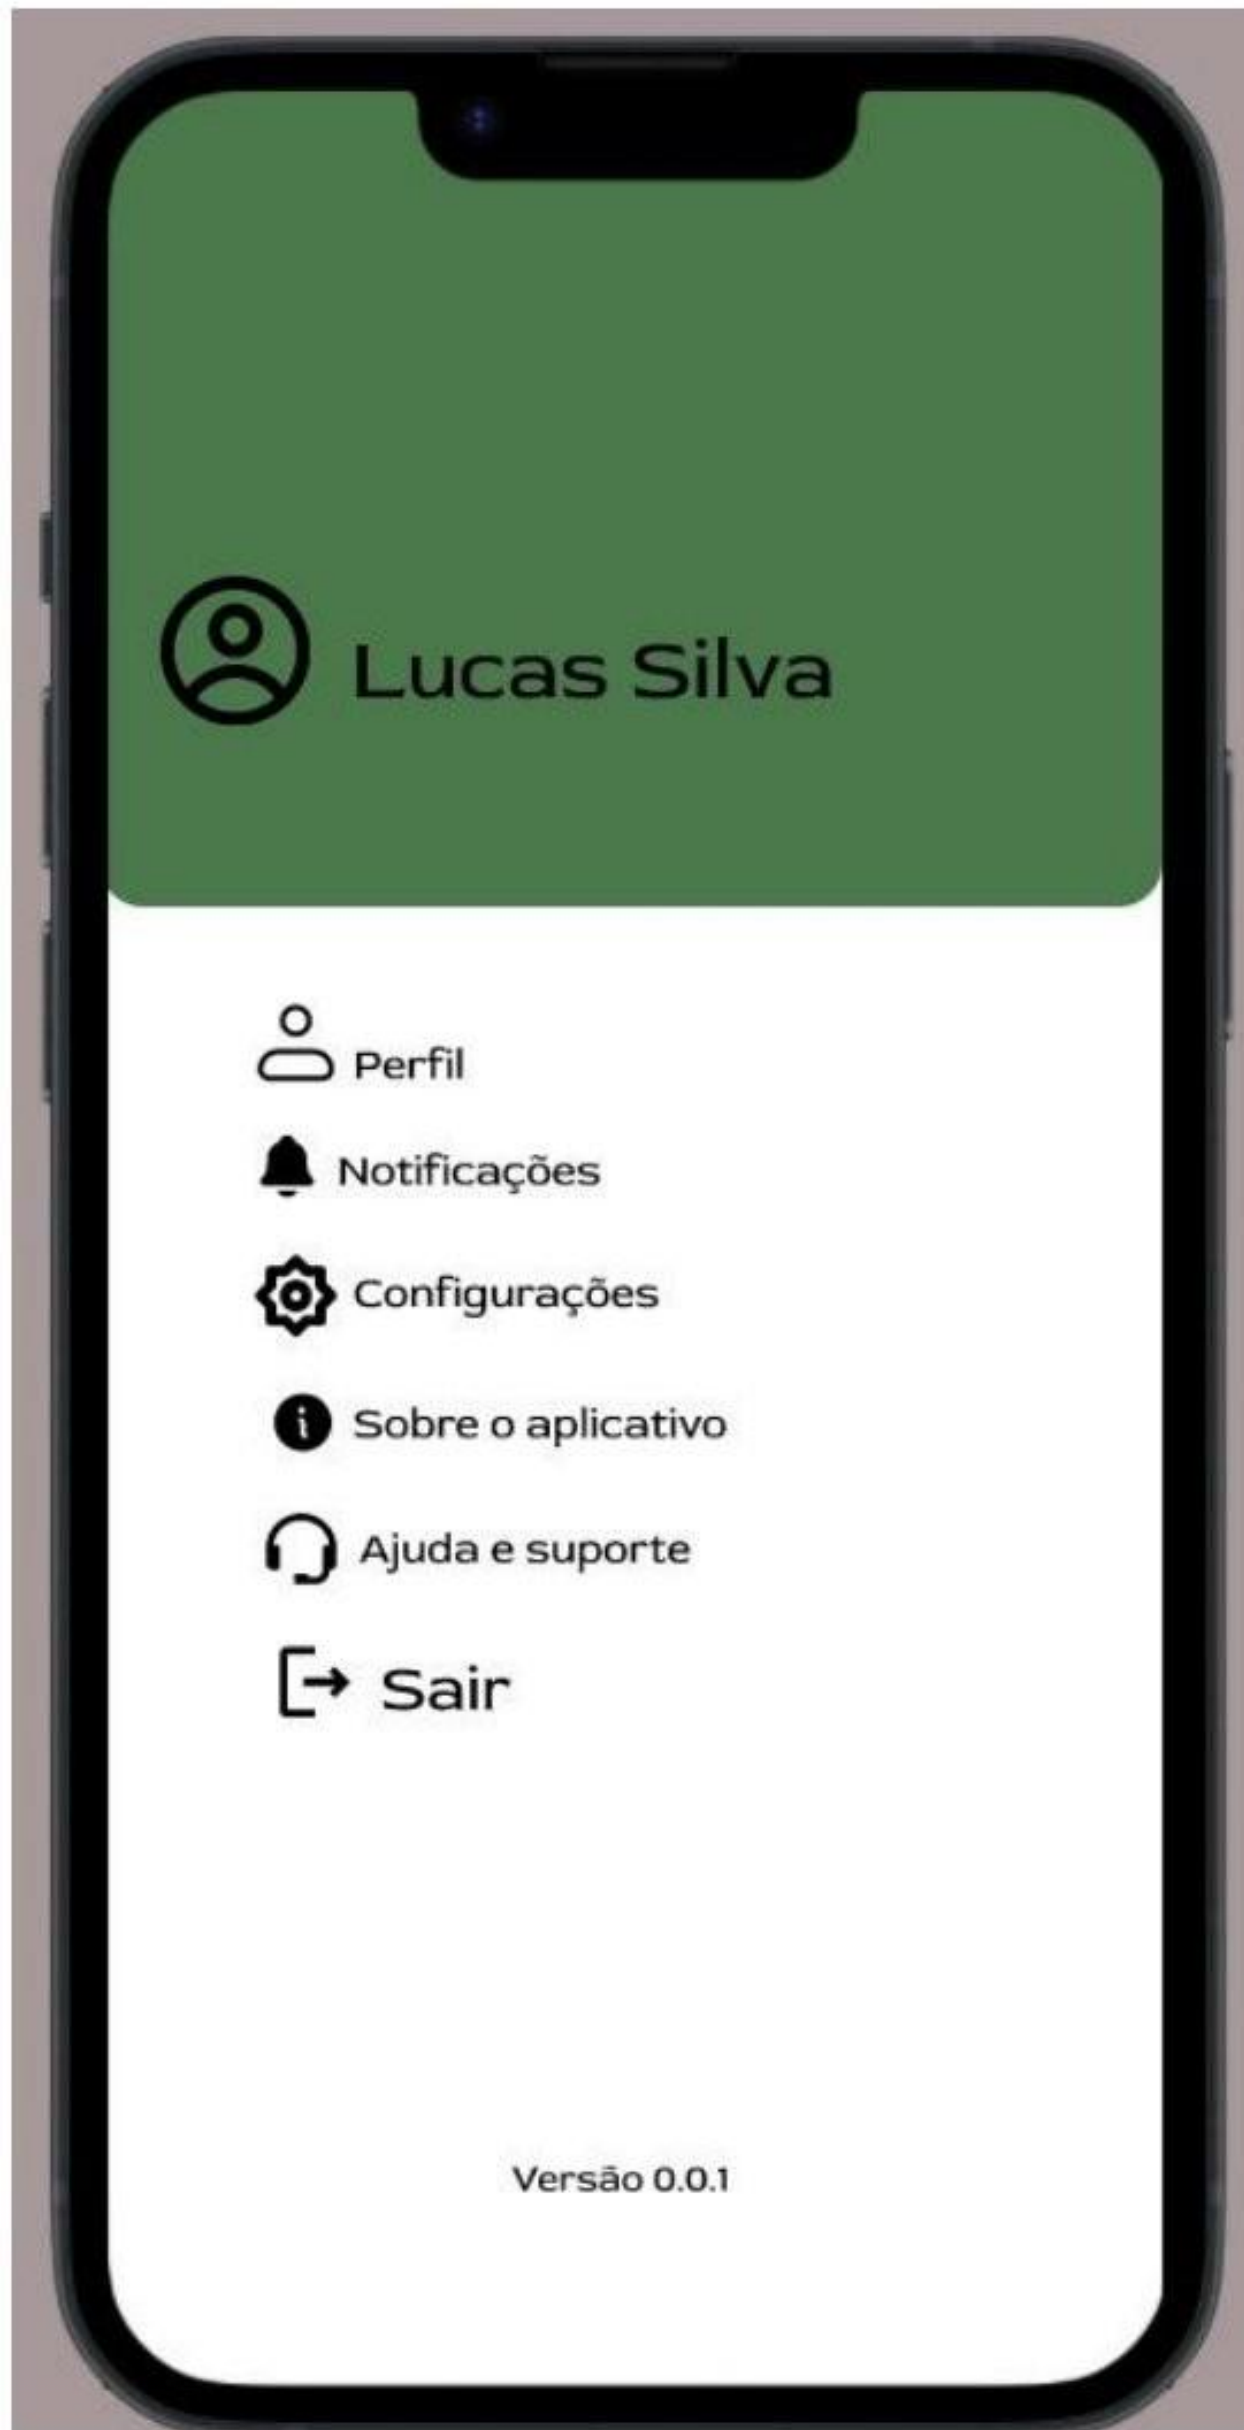 Lucas Silva
Perfil
Notificações
Configurações
Sobre o aplicativo
Ajuda e suporte
Sair
Versão 0.0.1